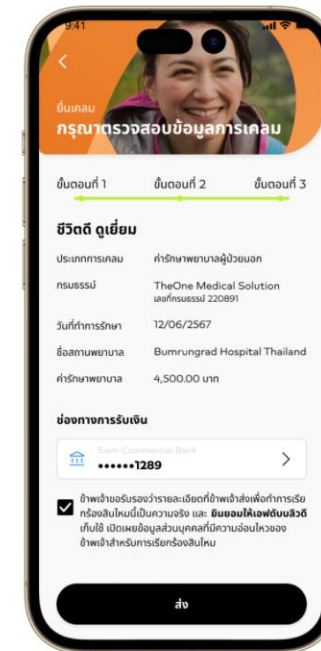 9:41
ยื่นเคลม
กรุณาตรวจสอบข้อมูลการเคลม
ขั้นตอนที่ 1 ขั้นตอนที่ 2 ขั้นตอนที่ 3
ชีวิตดี ดูเยี่ยม
ประเภทการเคลม ค่ารักษาพยาบาลผู้ป่วยนอก
กรมธรรม์ TheOne Medical Solution
เลขที่กรมธรรม์ 220891
วันที่ทำการรักษา 12/06/2567
ชื่อสถานพยาบาล Bumrungrad Hospital Thailand
ค่ารักษาพยาบาล 4,500.00 บาท
ช่องทางการรับเงิน
Siam Commercial Bank
••••••1289
ข้าพเจ้าขอรับรองว่ารายละเอียดที่ข้าพเจ้าส่งเพื่อทำการเรีย
กร้องสินไหมนี้เป็นความจริง และ ยินยอมให้เอฟดับบลิวดี
เก็บใช้ เปิดเผยข้อมูลส่วนบุคคลที่มีความอ่อนไหวของ
ข้าพเจ้าสำหรับการเรียกร้องสินไหม
ส่ง